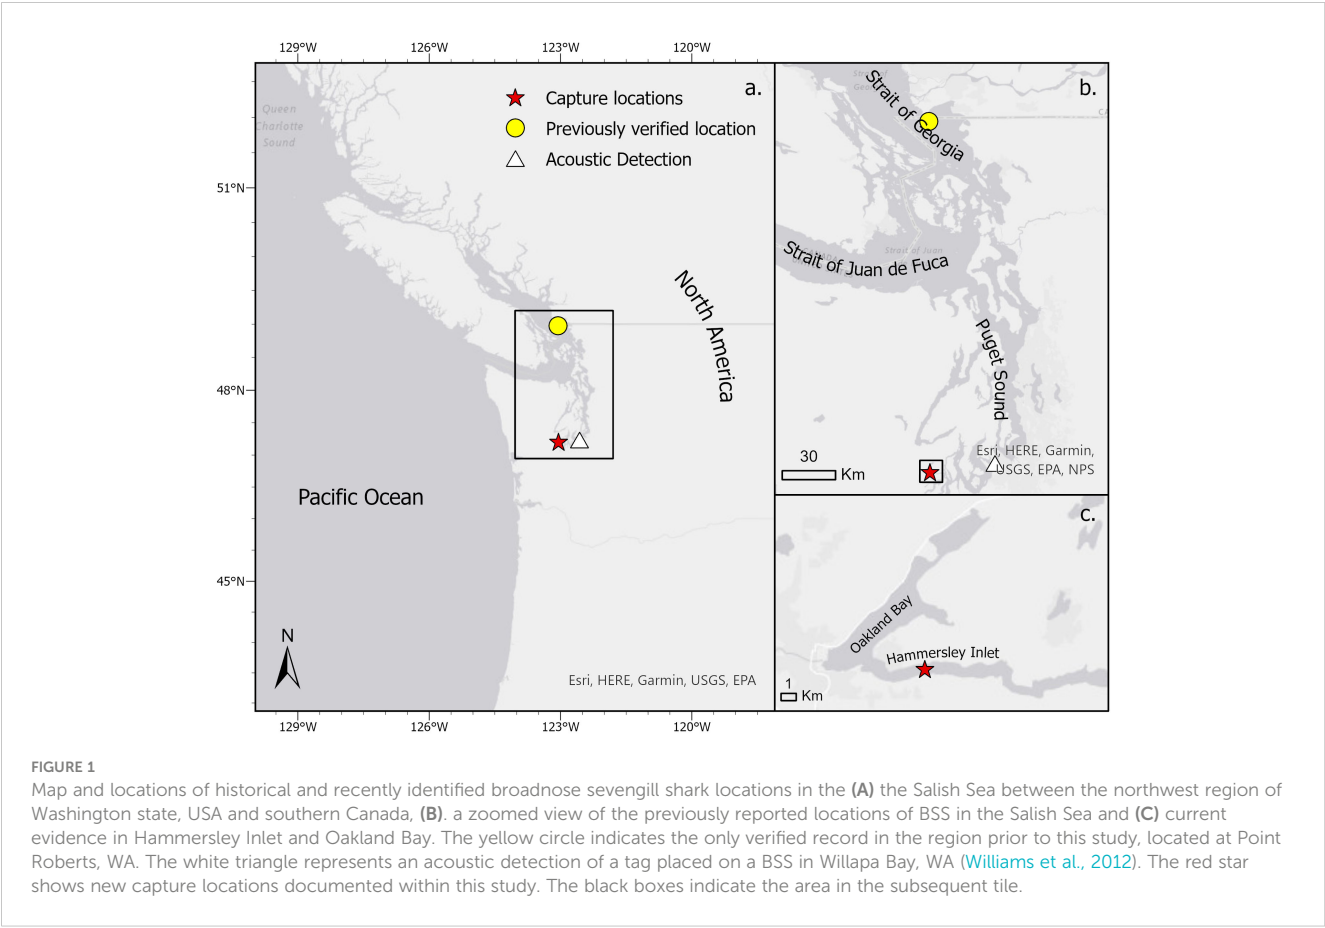 129°W 126°W 123°W 120°W
a.
Capture locations
Previously verified location
Acoustic Detection
Queen
Charlotte
Sound
51°N
48°N
45°N
North America
Pacific Ocean
N
Esri, HERE, Garmin, USGS, EPA
129°W 126°W 123°W 120°W
b.
Strait of Georgia
Strait of Juan de Fuca
Strait of Juan
Puget Sound
30
Km
Esri, HERE, Garmin,
USGS, EPA, NPS
c.
Oakland Bay
Hammersley Inlet
1
Km
FIGURE 1
Map and locations of historical and recently identified broadnose sevengill shark locations in the (A) the Salish Sea between the northwest region of
Washington state, USA and southern Canada, (B). a zoomed view of the previously reported locations of BSS in the Salish Sea and (C) current
evidence in Hammersley Inlet and Oakland Bay. The yellow circle indicates the only verified record in the region prior to this study, located at Point
Roberts, WA. The white triangle represents an acoustic detection of a tag placed on a BSS in Willapa Bay, WA (Williams et al., 2012). The red star
shows new capture locations documented within this study. The black boxes indicate the area in the subsequent tile.